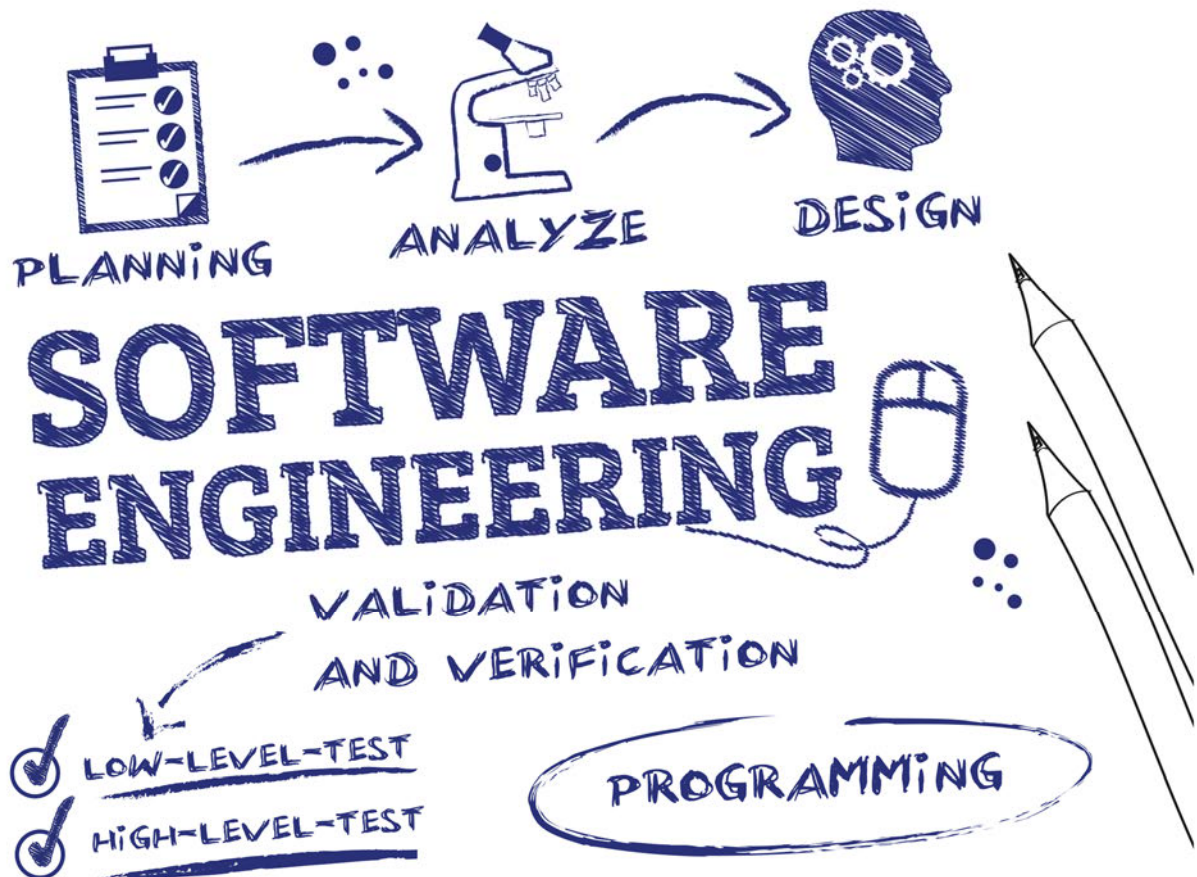 PLANNiNG
ANALYZE
DESiGN
SOFTWARE
ENGINEERING
VALiDATiON
AND VERiFiCATiON
LOW-LEVEL-TEST
HiGH-LEVEL-TEST
PROGRAMMiNG